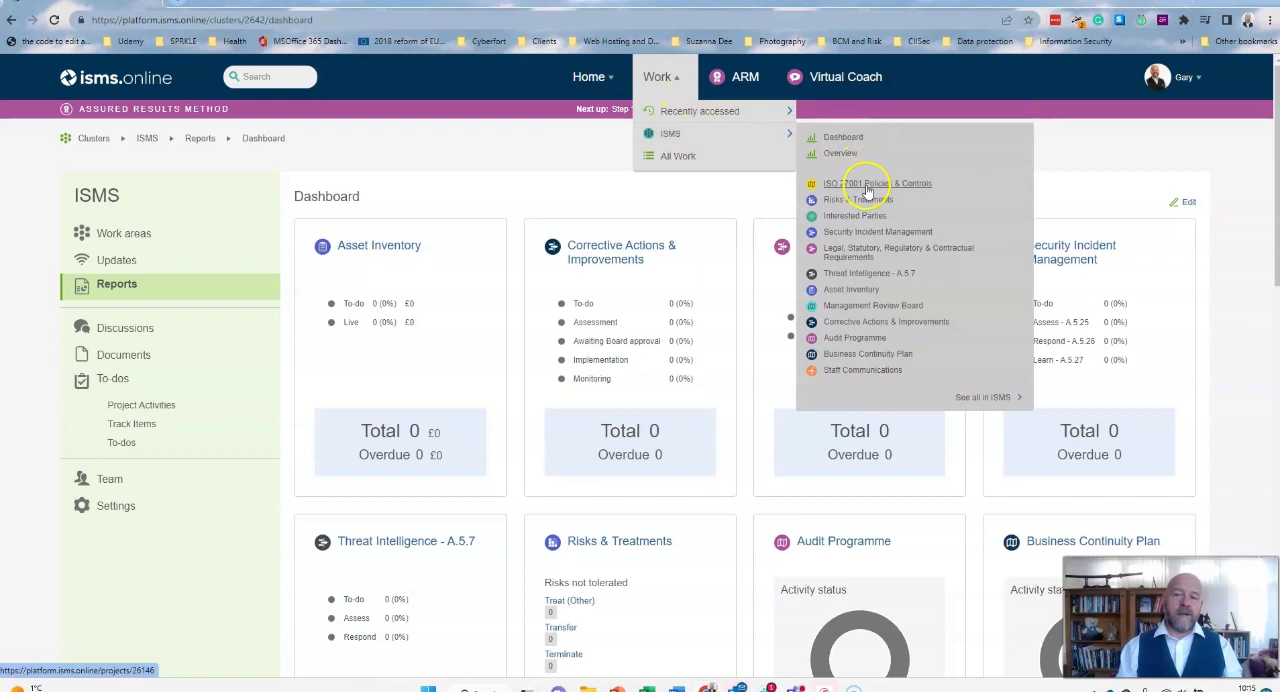 https://platform.isms.online/clusters/2642/dashboard
the code to edit a...
Udemy
SPRKLE
Health
MSOffice 365 Dash...
2018 reform of EU...
Cyberfort
Clients
Web Hosting and D...
Suzanna Dee
Photography
BCM and Risk
CIISec
Data protection
Information Security
Other bookmarks
isms.online
Search
Home
Work
ARM
Virtual Coach
Gary
ASSURED RESULTS METHOD
Next up: Step
Recently accessed
ISMS
All Work
Clusters
ISMS
Reports
Dashboard
Dashboard
Overview
ISO 27001 Policies & Controls
Risks & Treatments
Interested Parties
Security Incident Management
Legal, Statutory, Regulatory & Contractual
Requirements
Threat Intelligence - A.5.7
Asset Inventory
Management Review Board
Corrective Actions & Improvements
Audit Programme
Business Continuity Plan
Staff Communications
See all in ISMS
ISMS
Work areas
Updates
Reports
Discussions
Documents
To-dos
Project Activities
Track Items
To-dos
Team
Settings
Dashboard
Edit
Asset Inventory
To-do 0 (0%) £0
Live 0 (0%) £0
Total 0 £0
Overdue 0 £0
Corrective Actions &
Improvements
To-do 0 (0%)
Assessment 0 (0%)
Awaiting Board approval 0 (0%)
Implementation 0 (0%)
Monitoring 0 (0%)
Total 0
Overdue 0
Total 0
Overdue 0
Security Incident
Management
To-do 0 (0%)
Assess - A.5.25 0 (0%)
Respond - A.5.26 0 (0%)
Learn - A.5.27 0 (0%)
Total 0
Overdue 0
Threat Intelligence - A.5.7
To-do 0 (0%)
Assess 0 (0%)
Respond 0 (0%)
Risks & Treatments
Risks not tolerated
Treat (Other)
0
Transfer
0
Terminate
0
Audit Programme
Activity status
Business Continuity Plan
Activity sta
https://platform.isms.online/projects/26146
1°C
10:15